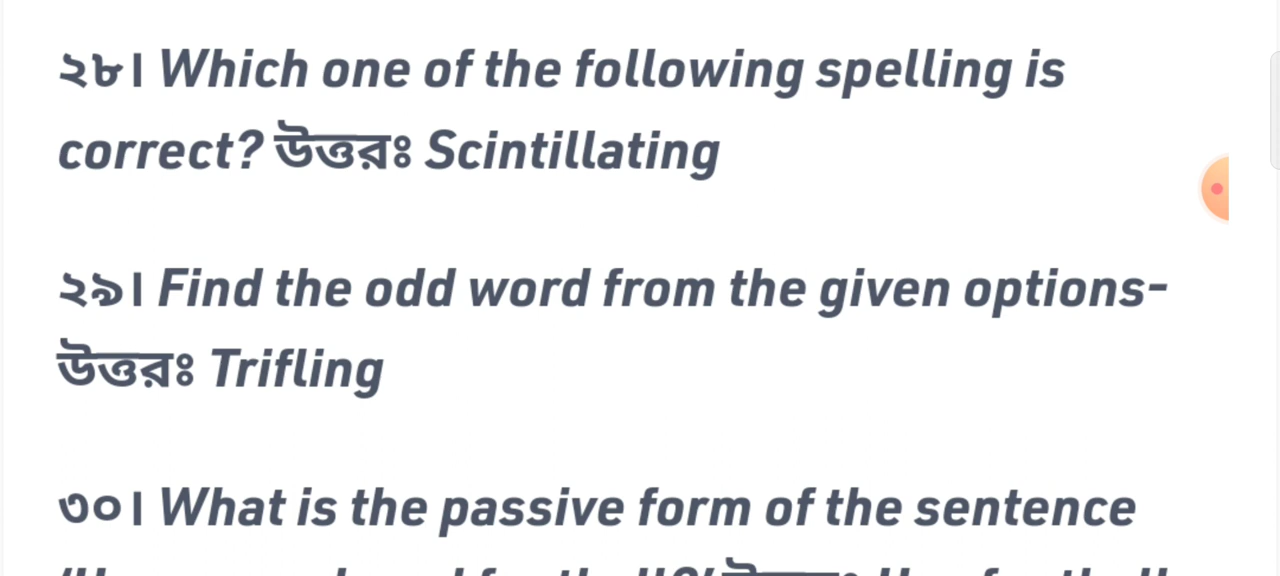 ২৮। Which one of the following spelling is
correct? উত্তরঃ Scintillating
২৯। Find the odd word from the given options-
উত্তরঃ Trifling
৩০। What is the passive form of the sentence